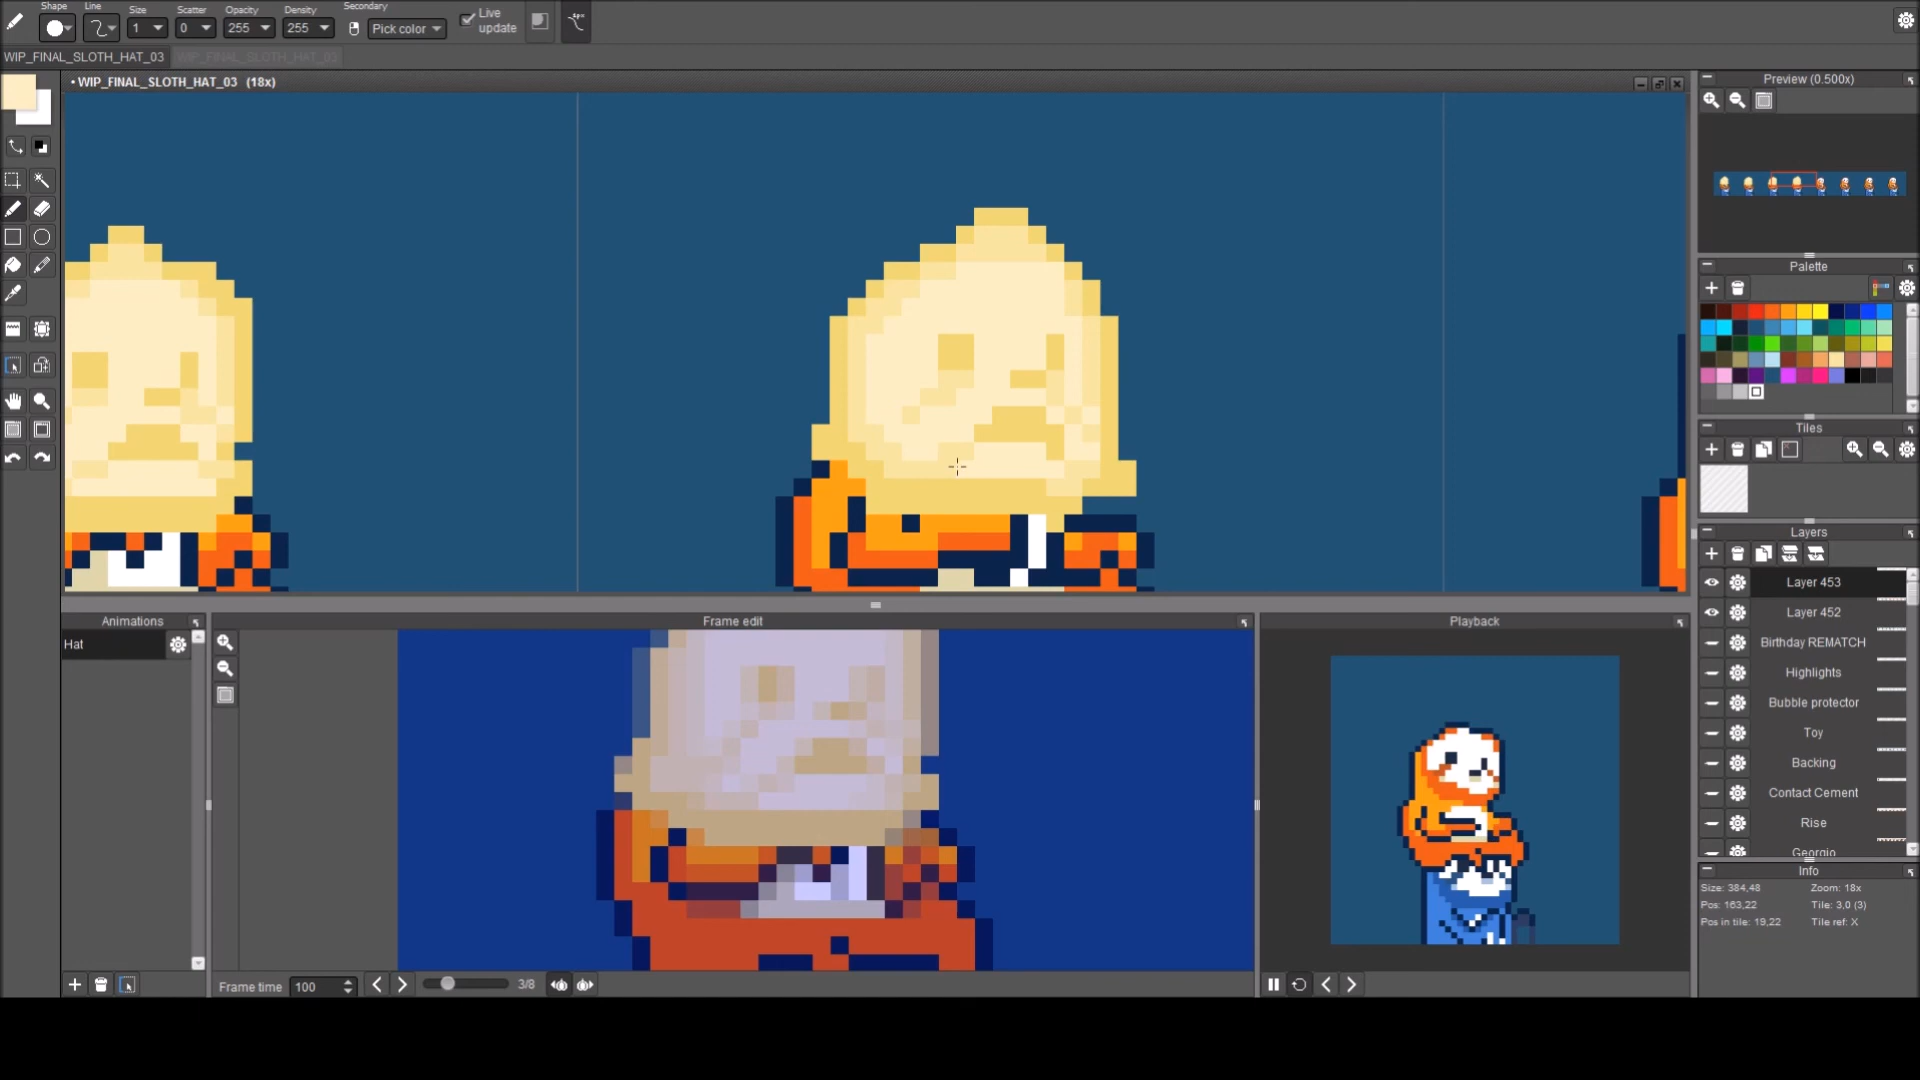 Shape
Line
Size
Scatter
Opacity
Density
Secondary
1
0
255
255
Pick color
Live
update
WIP_FINAL_SLOTH_HAT_03
WIP_FINAL_SLOTH_HAT_03
• WIP_FINAL_SLOTH_HAT_03 (18x)
Preview (0.500x)
Palette
Tiles
Layers
Layer 453
Layer 452
Birthday REMATCH
Highlights
Bubble protector
Toy
Backing
Contact Cement
Rise
Georgio
Info
Size: 384,48
Zoom: 18x
Pos: 163,22
Tile: 3,0 (3)
Pos in tile: 19,22
Tile ref: X
Animations
Hat
Frame edit
Frame time
100
3/8
Playback